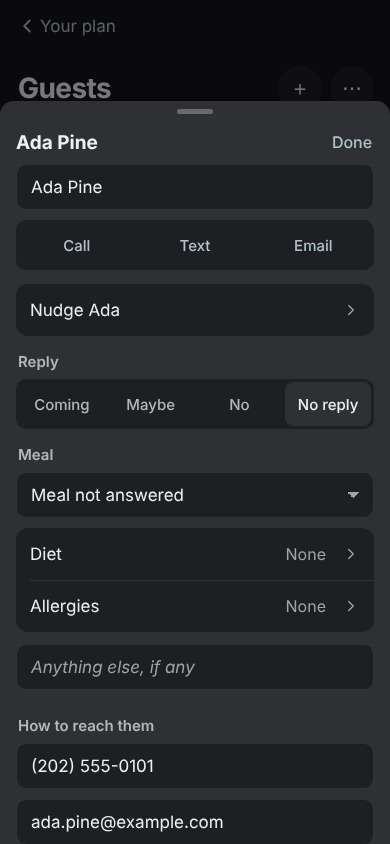 Your plan
Guests
+ ...
Ada Pine Done
Ada Pine
Call Text Email
Nudge Ada
Reply
Coming Maybe No No reply
Meal
Meal not answered
Diet None
Allergies None
Anything else, if any
How to reach them
(202) 555-0101
ada.pine@example.com